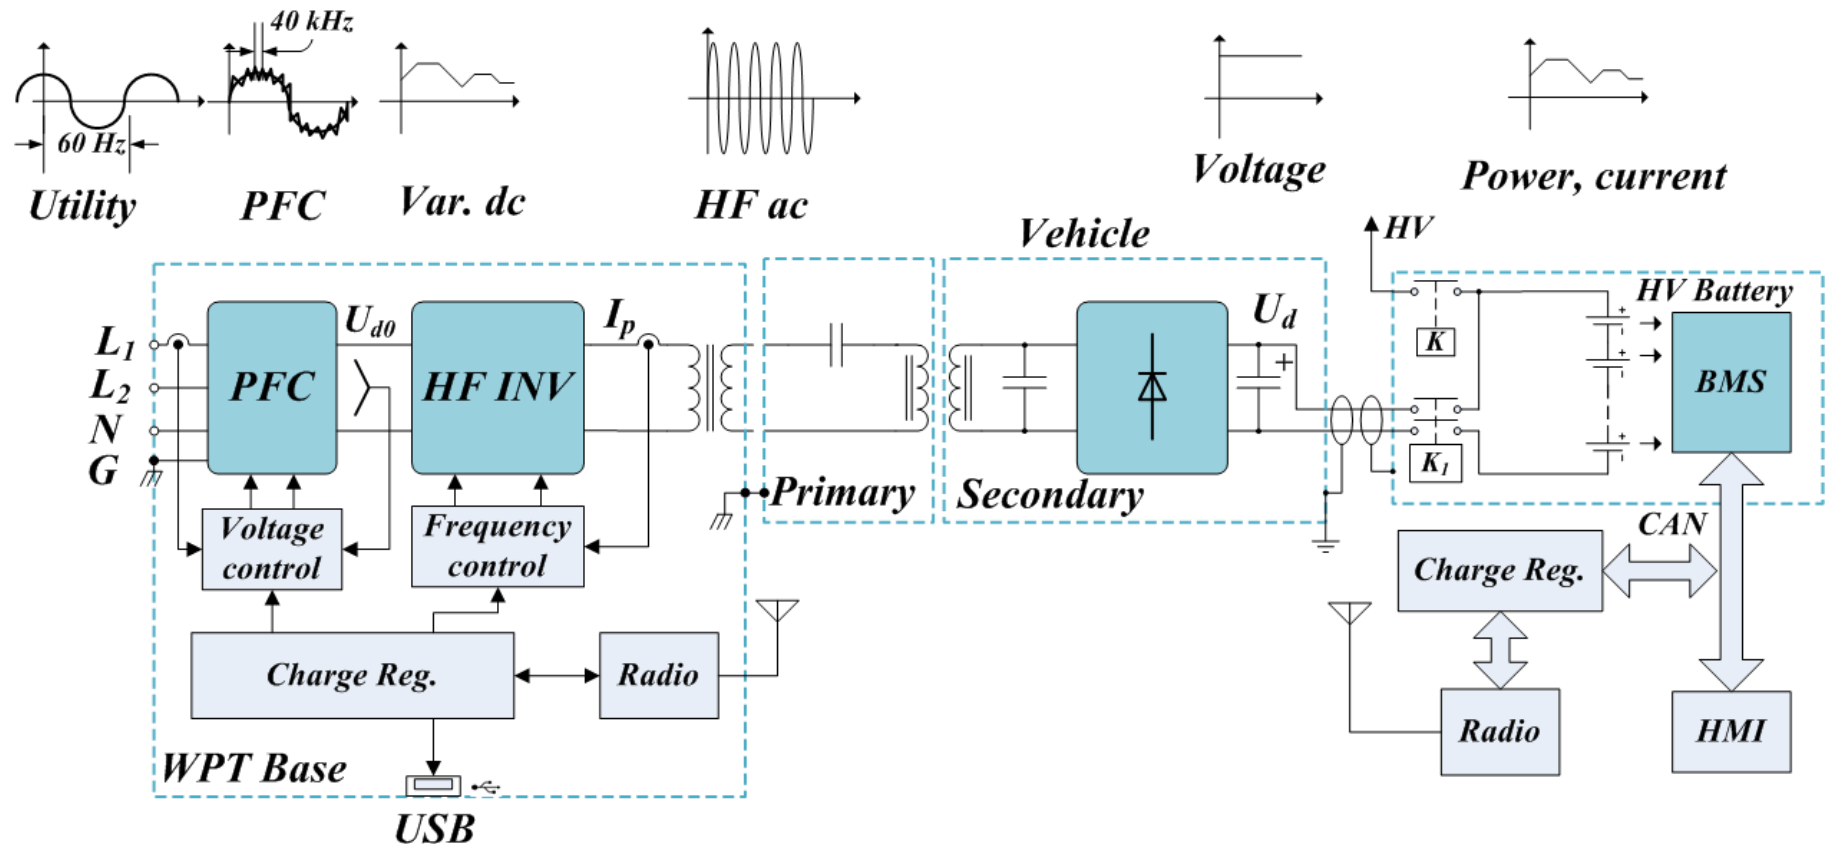 40 kHz
60 Hz
Utility
PFC
Var. dc
HF ac
Voltage
Power, current
Vehicle
HV
L1
L2
N
G
PFC
Ud0
HF INV
Ip
Ud
+
K
K1
HV Battery
+
-
+
-
+
-
BMS
Primary
Secondary
Voltage
control
Frequency
control
Charge Reg.
Radio
WPT Base
USB
CAN
Charge Reg.
Radio
HMI